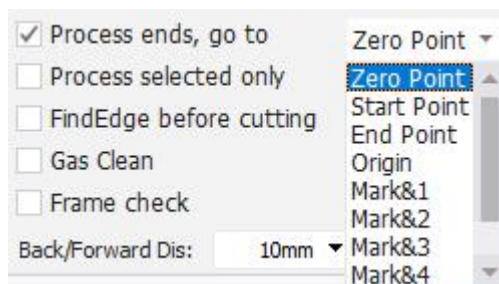 Process ends, go to Zero Point
Process selected only Zero Point
FindEdge before cutting Start Point
End Point
Gas Clean Origin
Mark&1
Frame check Mark&2
Back/Forward Dis: 10mm Mark&3
Mark&4